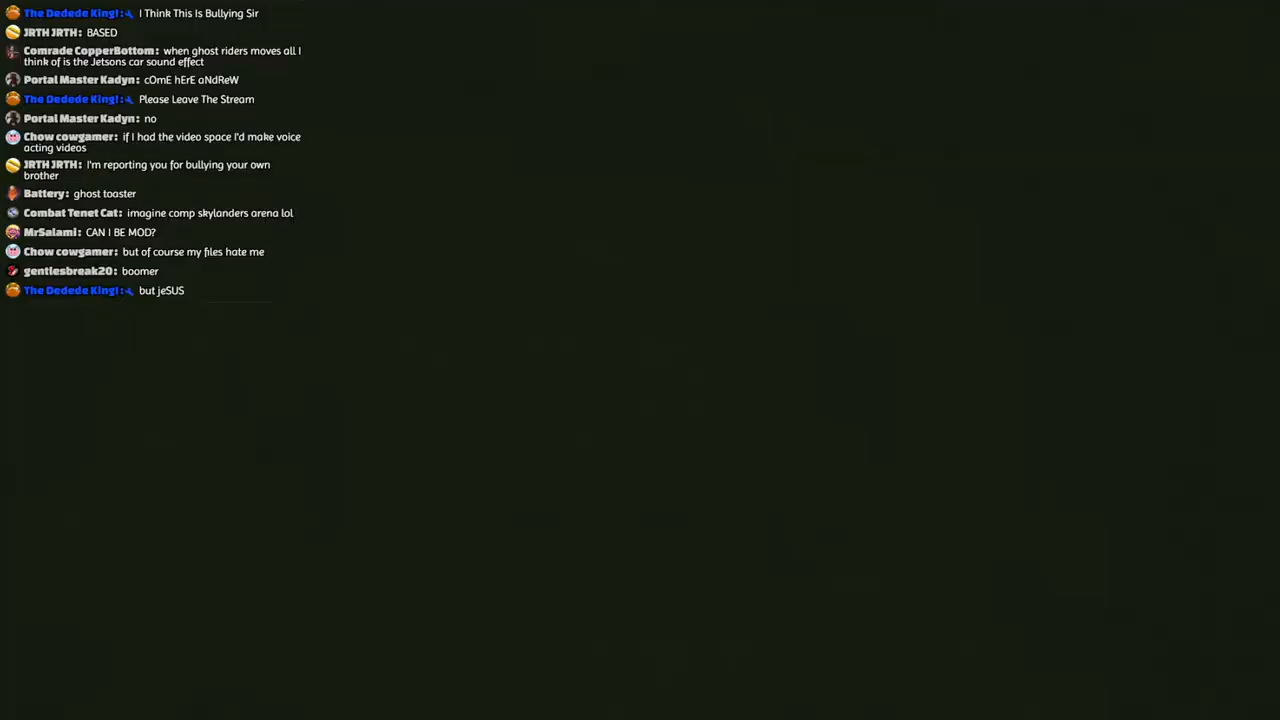 The Dedede King!: I Think This Is Bullying Sir
JRTH JRTH: BASED
Comrade CopperBottom: when ghost riders moves all I
think of is the Jetsons car sound effect
Portal Master Kadyn: cOmE hErE aNdReW
The Dedede King!: Please Leave The Stream
Portal Master Kadyn: no
Chow cowgamer: if I had the video space I'd make voice
acting videos
JRTH JRTH: I'm reporting you for bullying your own
brother
Battery: ghost toaster
Combat Tenet Cat: imagine comp skylanders arena lol
MrSalami: CAN I BE MOD?
Chow cowgamer: but of course my files hate me
gentlesbreak20: boomer
The Dedede King!: but jeSUS